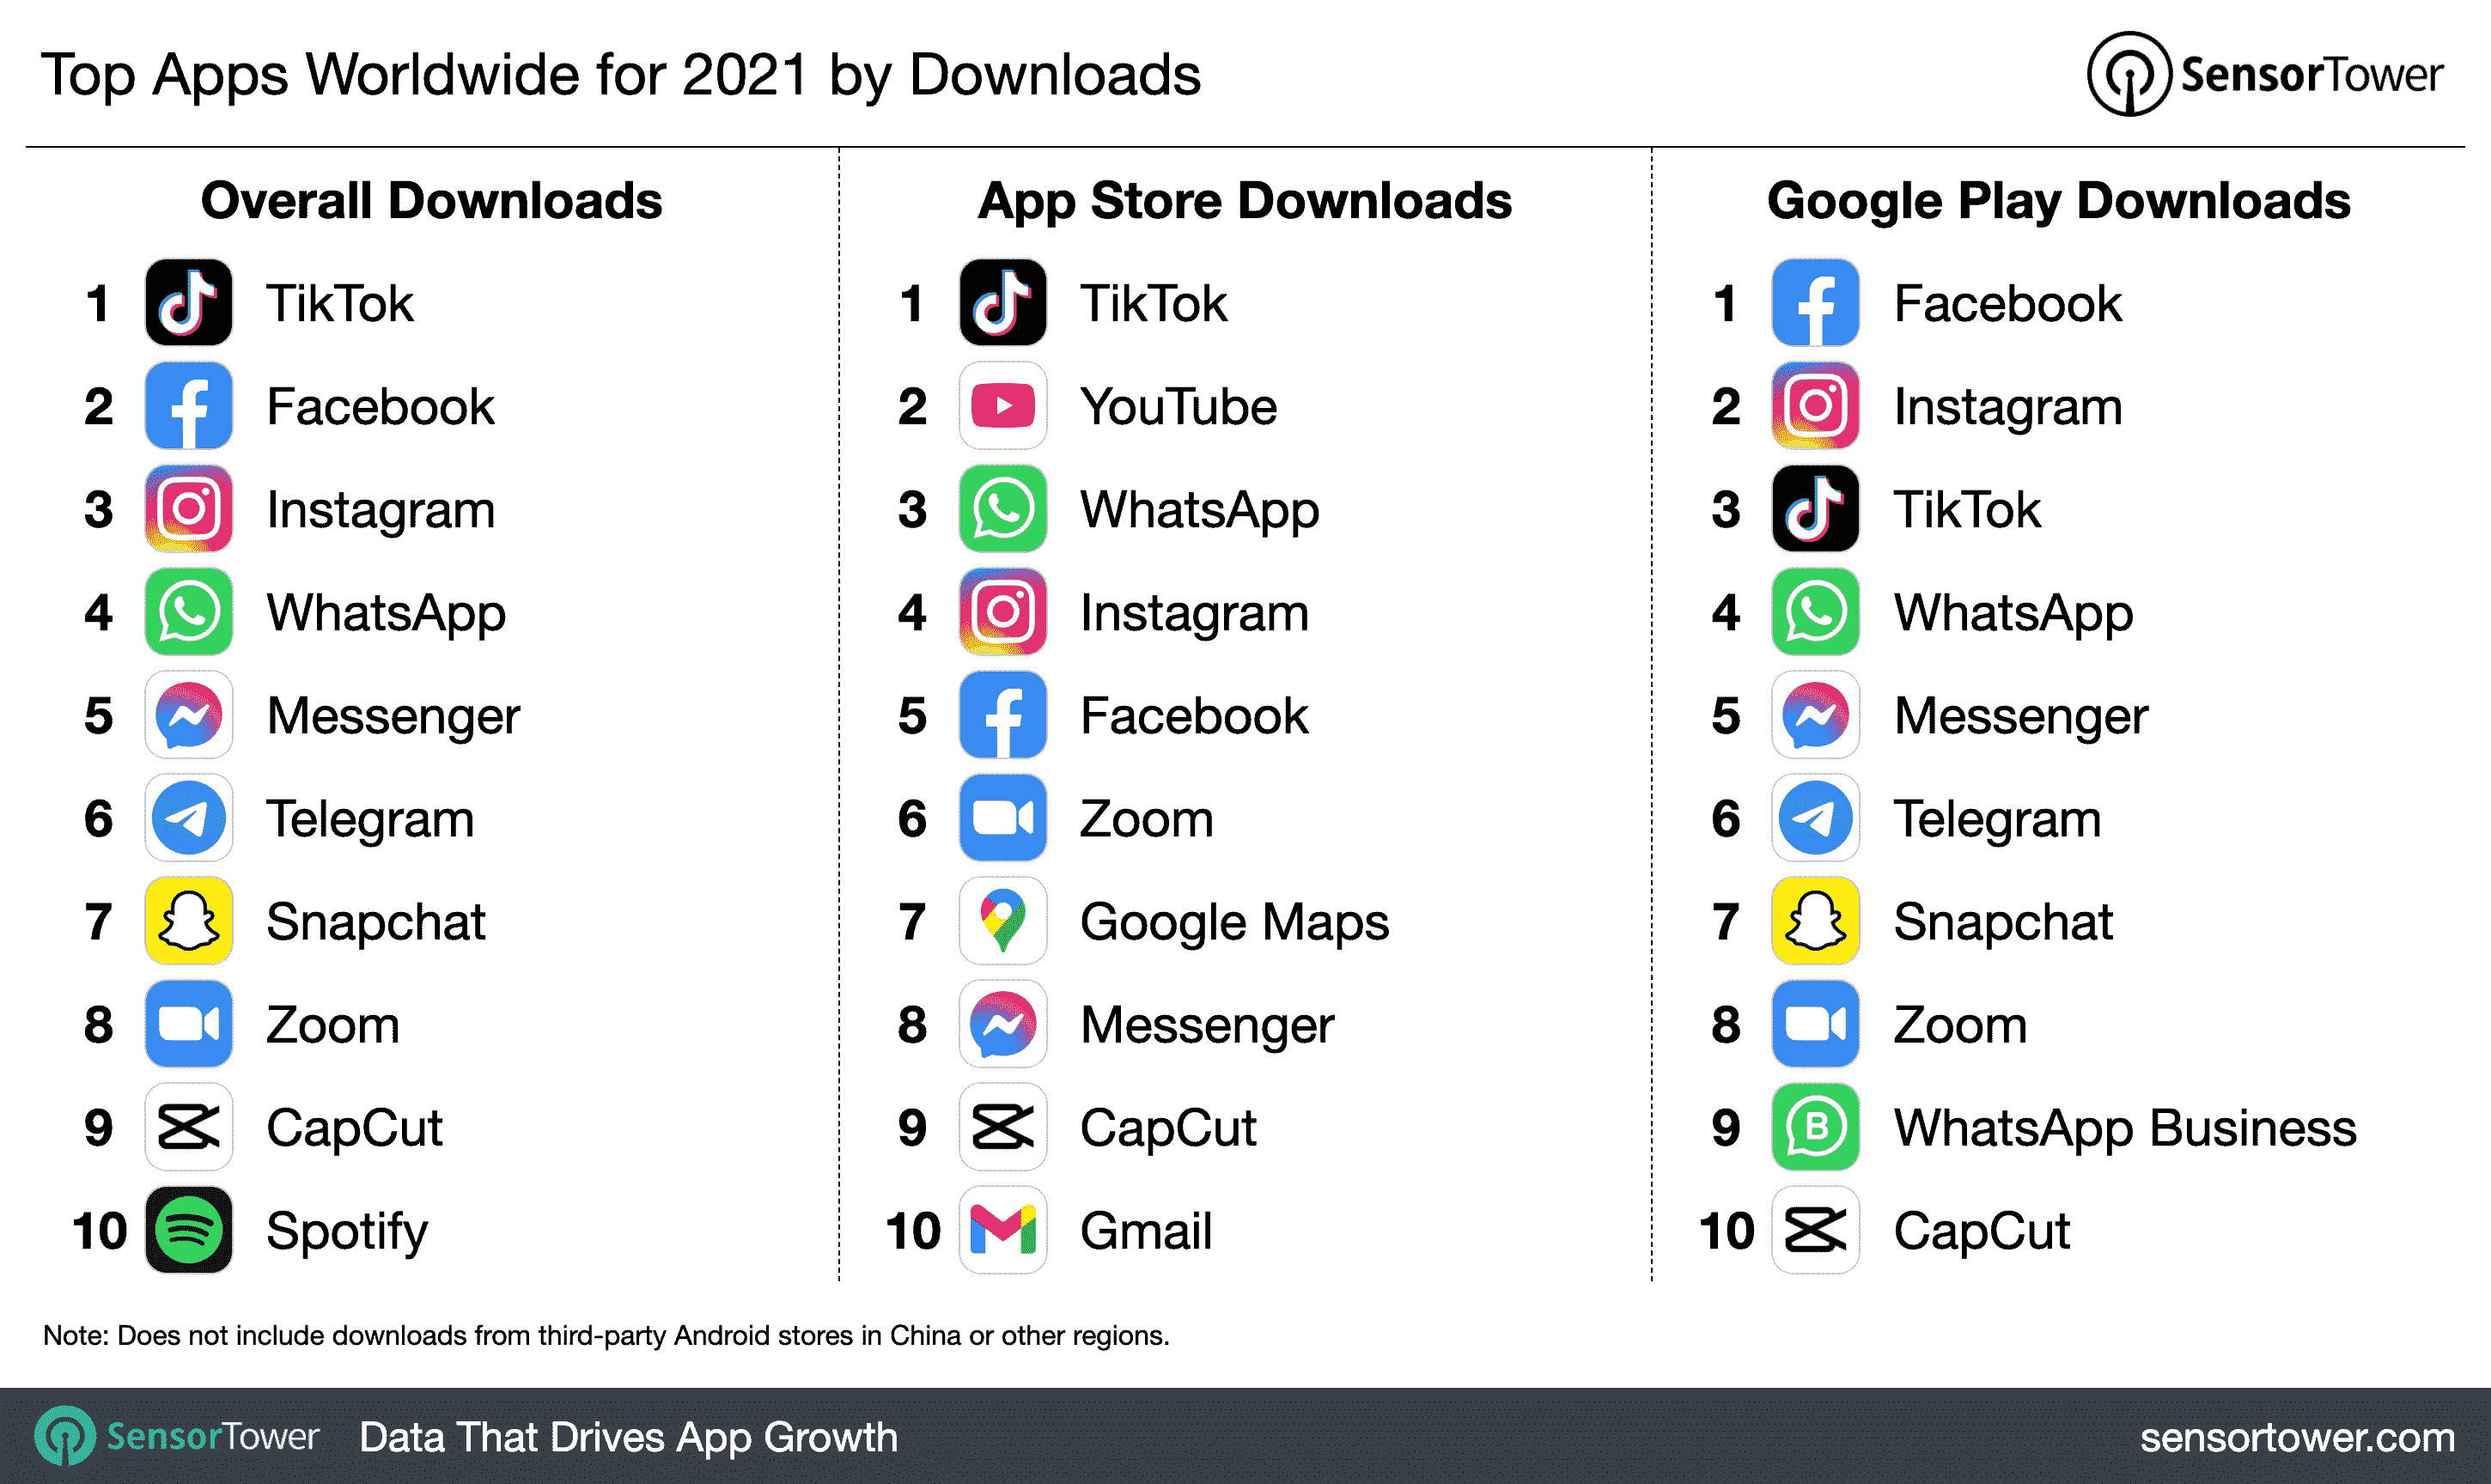 Top Apps Worldwide for 2021 by Downloads
SensorTower
Overall Downloads
1 TikTok
2 Facebook
3 Instagram
4 WhatsApp
5 Messenger
6 Telegram
7 Snapchat
8 Zoom
9 CapCut
10 Spotify
App Store Downloads
1 TikTok
2 YouTube
3 WhatsApp
4 Instagram
5 Facebook
6 Zoom
7 Google Maps
8 Messenger
9 CapCut
10 Gmail
Google Play Downloads
1 Facebook
2 Instagram
3 TikTok
4 WhatsApp
5 Messenger
6 Telegram
7 Snapchat
8 Zoom
9 WhatsApp Business
10 CapCut
Note: Does not include downloads from third-party Android stores in China or other regions.
SensorTower Data That Drives App Growth sensortower.com